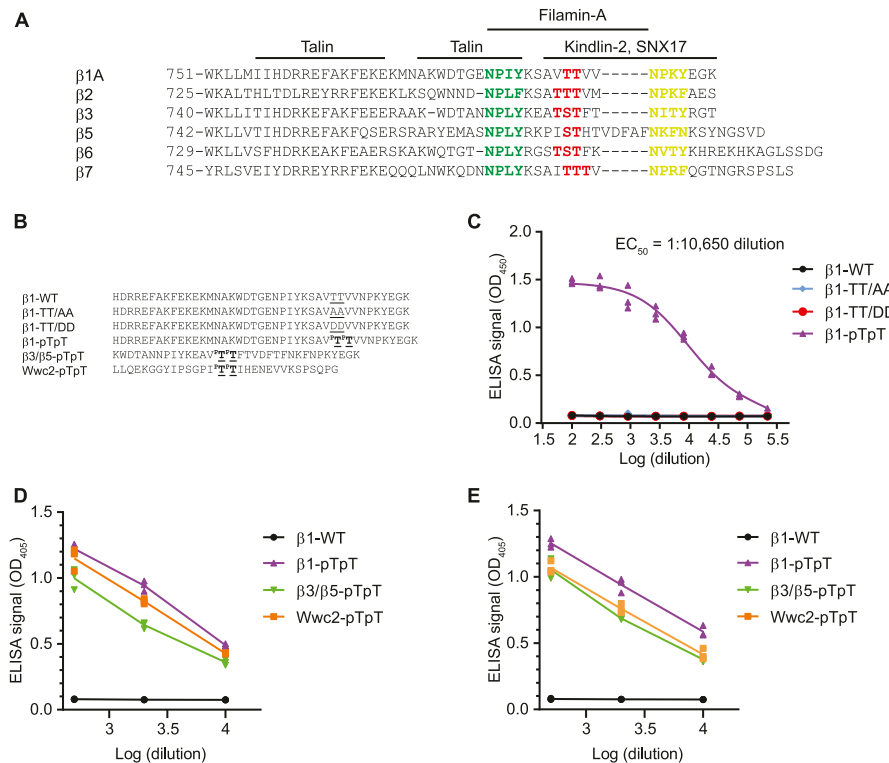 A
Filamin-A
Talin Talin Kindlin-2, SNX17
β1A 751-WKLLMIIHDRREFAKFEKEKMNAKWDTGENPIYKSAVTTVV-----NPKYEGK
β2 725-WKALTHLTDLREYRRFEKEKLKSQWNND-NPLFKSATTTVM-----NPKFAES
β3 740-WKLLITIHDRKEFAKFEEERAAK-WDTANNPLYKEATSTFT-----NITYRGT
β5 742-WKLLVTIHDRREFAKFQSERSRARYEMASNPLYRKPISTHTVDFAFNKFNKSYNGSVD
β6 729-WKLLVSFHDRKEAKFEAERSKAKWQTGT-NPLYRGSTSTFK-----NVTYKHREKHKAGLSSDG
β7 745-YRLSVEIYDRREYRRFEKEQQQLNWKQDNNPLYKSAITTTV-----NPRFQGTNGRSPSLS
B
β1-WT HDRREFAKFEKEKMNAKWDTGENPIYKSAVTTVVNPKYEGK
β1-TT/AA HDRREFAKFEKEKMNAKWDTGENPIYKSAVAAVVNPKYEGK
β1-TT/DD HDRREFAKFEKEKMNAKWDTGENPIYKSAVDDVVNPKYEGK
β1-pTpT HDRREFAKFEKEKMNAKWDTGENPIYKSAVPTPTVVNPKYEGK
β3/β5-pTpT KWDTANNPIYKEAVPTPTFTVDFTFNKFNPKYEGK
Wwc2-pTpT LLQEKGGYIPSGPIPTPTIHENEVVKSPSQPG
C
EC50 = 1:10,650 dilution
ELISA signal (OD450)
2.0
1.5
1.0
0.5
0.0
1.5 2 2.5 3 3.5 4 4.5 5 5.5
Log (dilution)
β1-WT
β1-TT/AA
β1-TT/DD
β1-pTpT
D
ELISA signal (OD405)
1.5
1.0
0.5
0.0
3 3.5 4
Log (dilution)
β1-WT
β1-pTpT
β3/β5-pTpT
Wwc2-pTpT
E
ELISA signal (OD405)
1.5
1.0
0.5
0.0
3 3.5 4
Log (dilution)
β1-WT
β1-pTpT
β3/β5-pTpT
Wwc2-pTpT